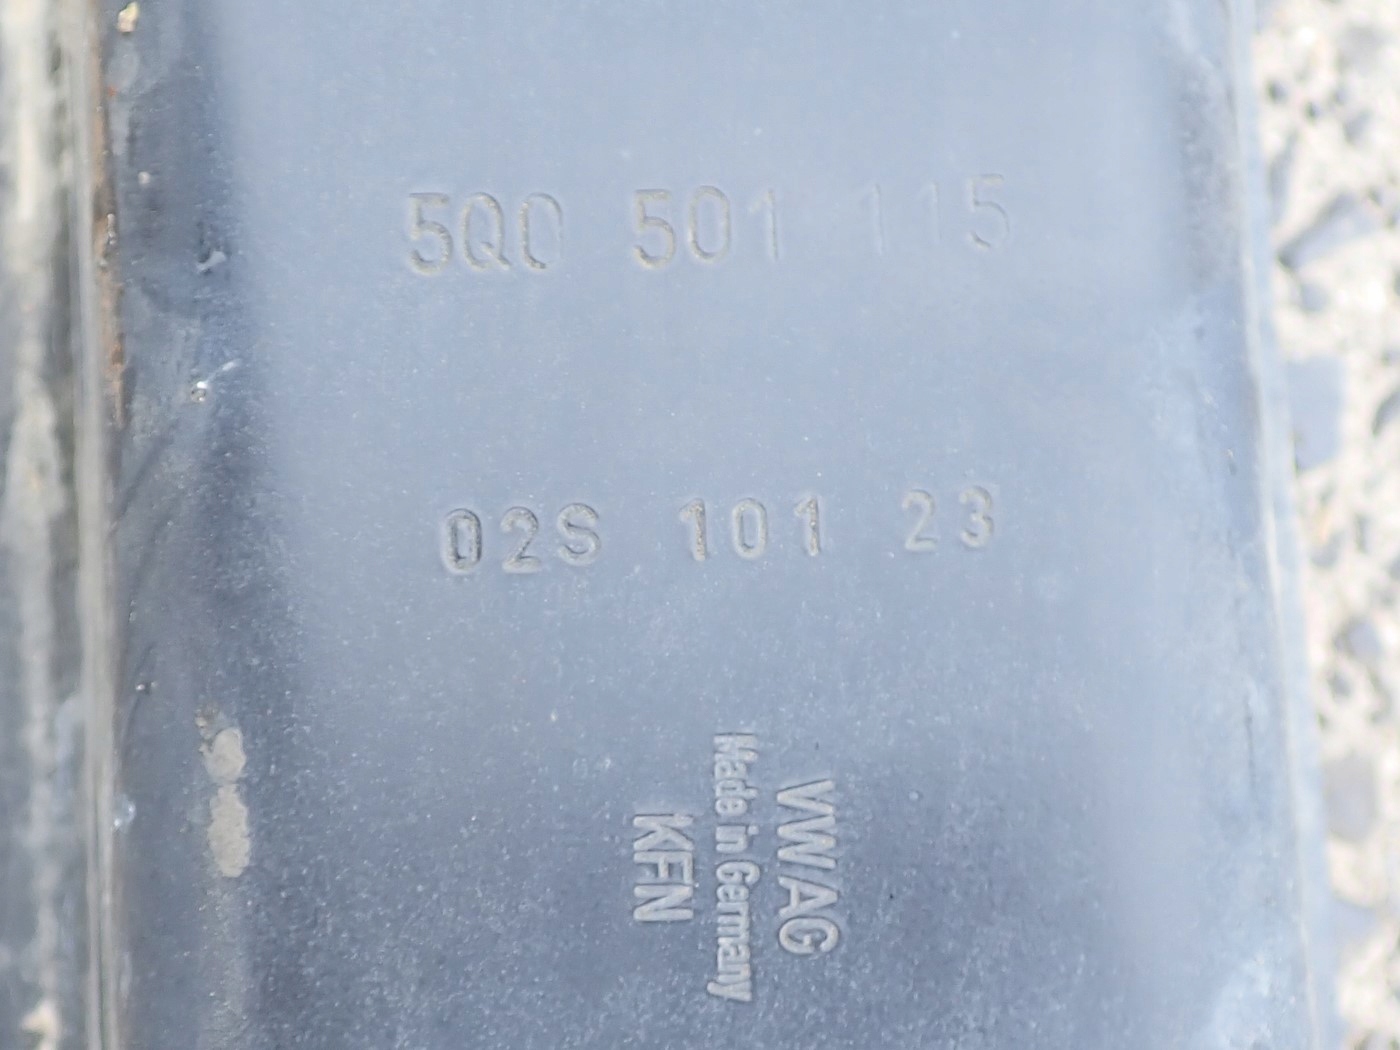 5Q0 501 115
02S 101 23
VWAG
Made in Germany
KFN